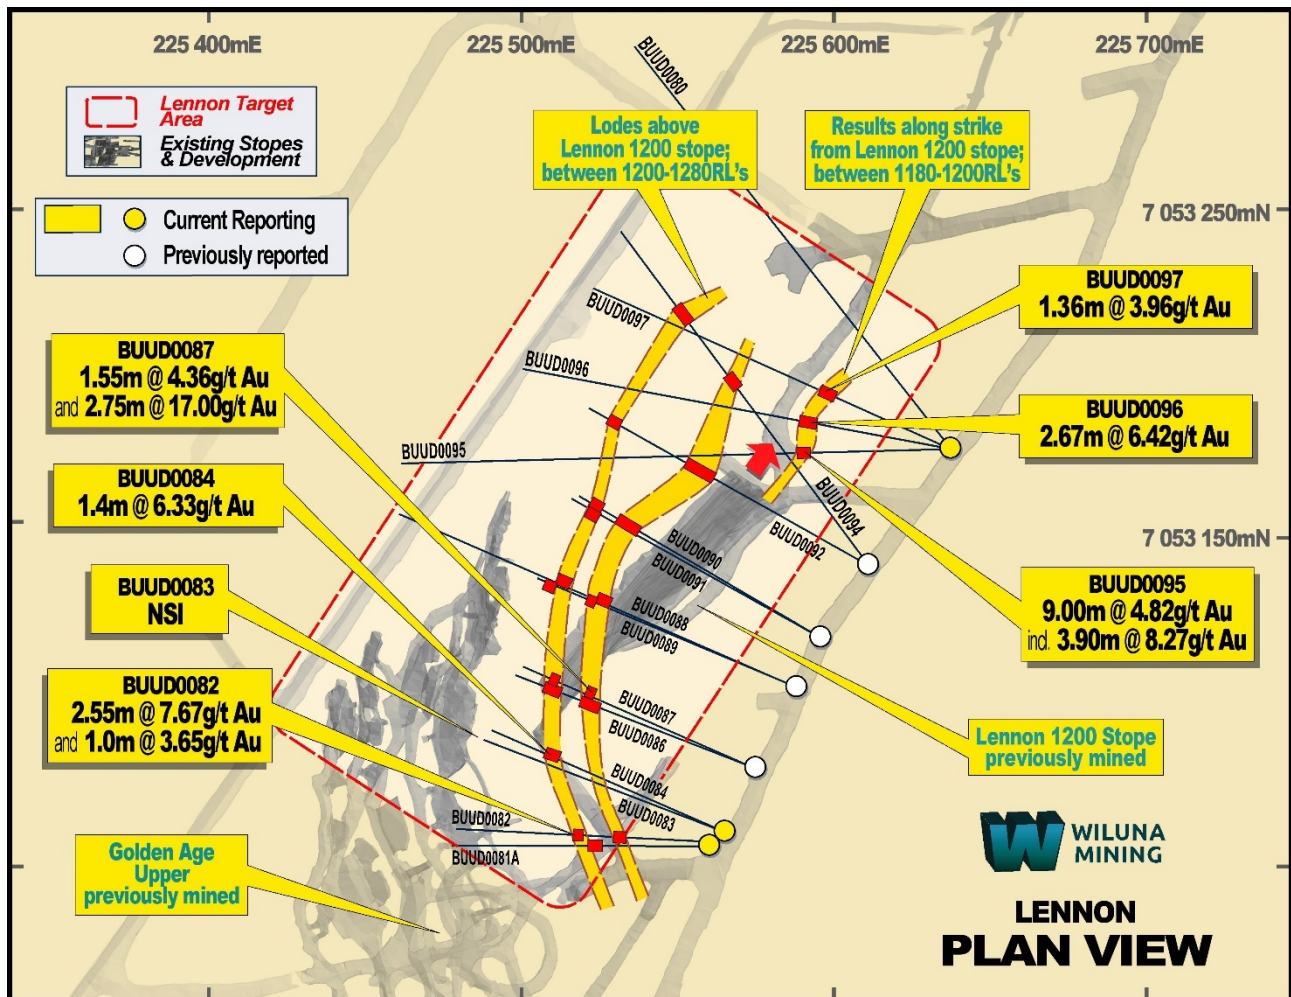 225 400mE
225 500mE
225 600mE
225 700mE
BUUD0080
Lennon Target
Area
Existing Stopes
& Development
Lodes above
Lennon 1200 stope;
between 1200-1280RL's
Results along strike
from Lennon 1200 stope;
between 1180-1200RL's
7 053 250mN
Current Reporting
Previously reported
BUUD0097
1.36m @ 3.96g/t Au
BUUD0097
BUUD0087
1.55m @ 4.36g/t Au
and 2.75m @ 17.00g/t Au
BUUD0096
BUUD0096
2.67m @ 6.42g/t Au
BUUD0095
BUUD0084
1.4m @ 6.33g/t Au
BUUD0094
BUUD0092
7 053 150mN
BUUD0090
BUUD0091
BUUD0083
NSI
BUUD0095
9.00m @ 4.82g/t Au
incl. 3.90m @ 8.27g/t Au
BUUD0088
BUUD0089
BUUD0082
2.55m @ 7.67g/t Au
and 1.0m @ 3.65g/t Au
BUUD0087
BUUD0086
Lennon 1200 Stope
previously mined
BUUD0084
BUUD0083
BUUD0082
BUUD0081A
WILUNA
MINING
Golden Age
Upper
previously mined
LENNON
PLAN VIEW